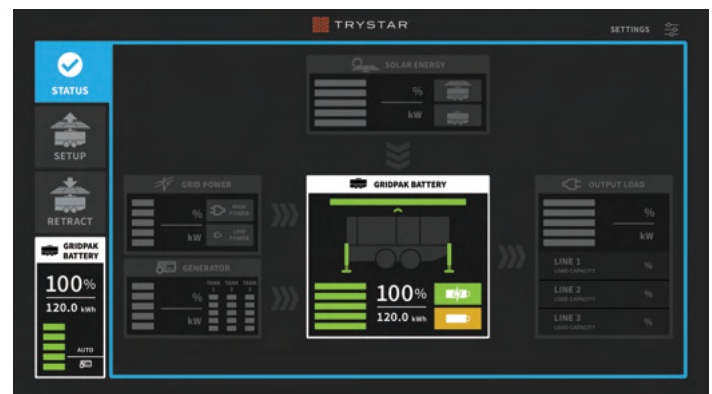 TRYSTAR
SETTINGS
STATUS
SETUP
RETRACT
GRIDPAK
BATTERY
100%
120.0 kWh
AUTO
SOLAR ENERGY
%
kW
GRID POWER
%
kW
HIGH
POWER
LOW
POWER
GENERATOR
%
kW
TANK TANK TANK
1 2 3
GRIDPAK BATTERY
100%
120.0 kWh
OUTPUT LOAD
%
kW
LINE 1
LOAD CAPACITY
%
LINE 2
LOAD CAPACITY
%
LINE 3
LOAD CAPACITY
%